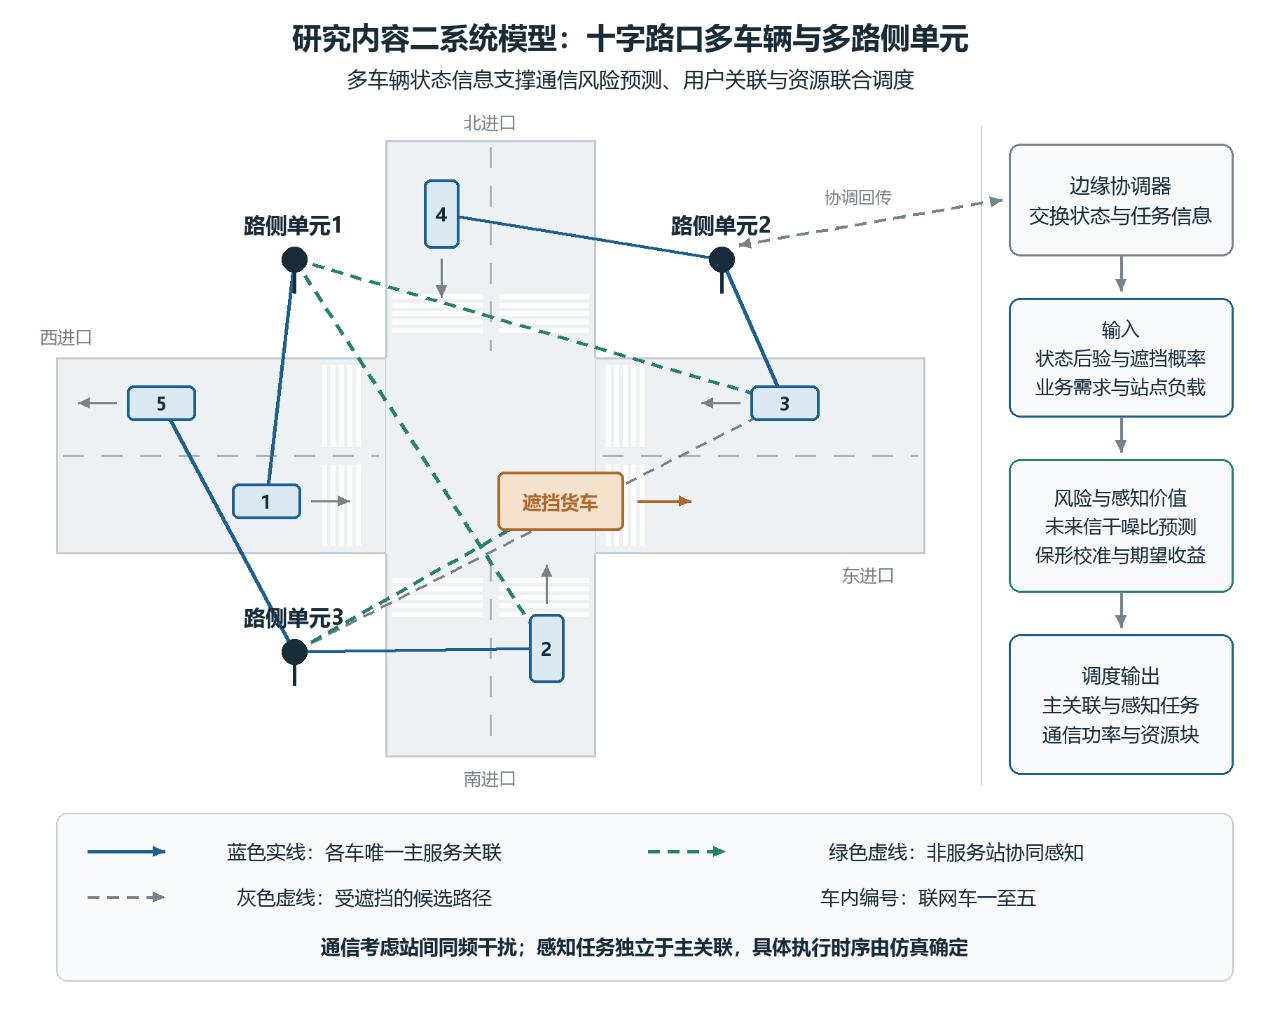 研究内容二系统模型：十字路口多车辆与多路侧单元
多车辆状态信息支撑通信风险预测、用户关联与资源联合调度
北进口
协调回传
边缘协调器
交换状态与任务信息
4
路侧单元1
路侧单元2
西进口
输入
状态后验与遮挡概率
业务需求与站点负载
5
3
1
遮挡货车
风险与感知价值
未来信干噪比预测
保形校准与期望收益
东进口
路侧单元3
2
调度输出
主关联与感知任务
通信功率与资源块
南进口
蓝色实线：各车唯一主服务关联
绿色虚线：非服务站协同感知
灰色虚线：受遮挡的候选路径
车内编号：联网车一至五
通信考虑站间同频干扰；感知任务独立于主关联，具体执行时序由仿真确定